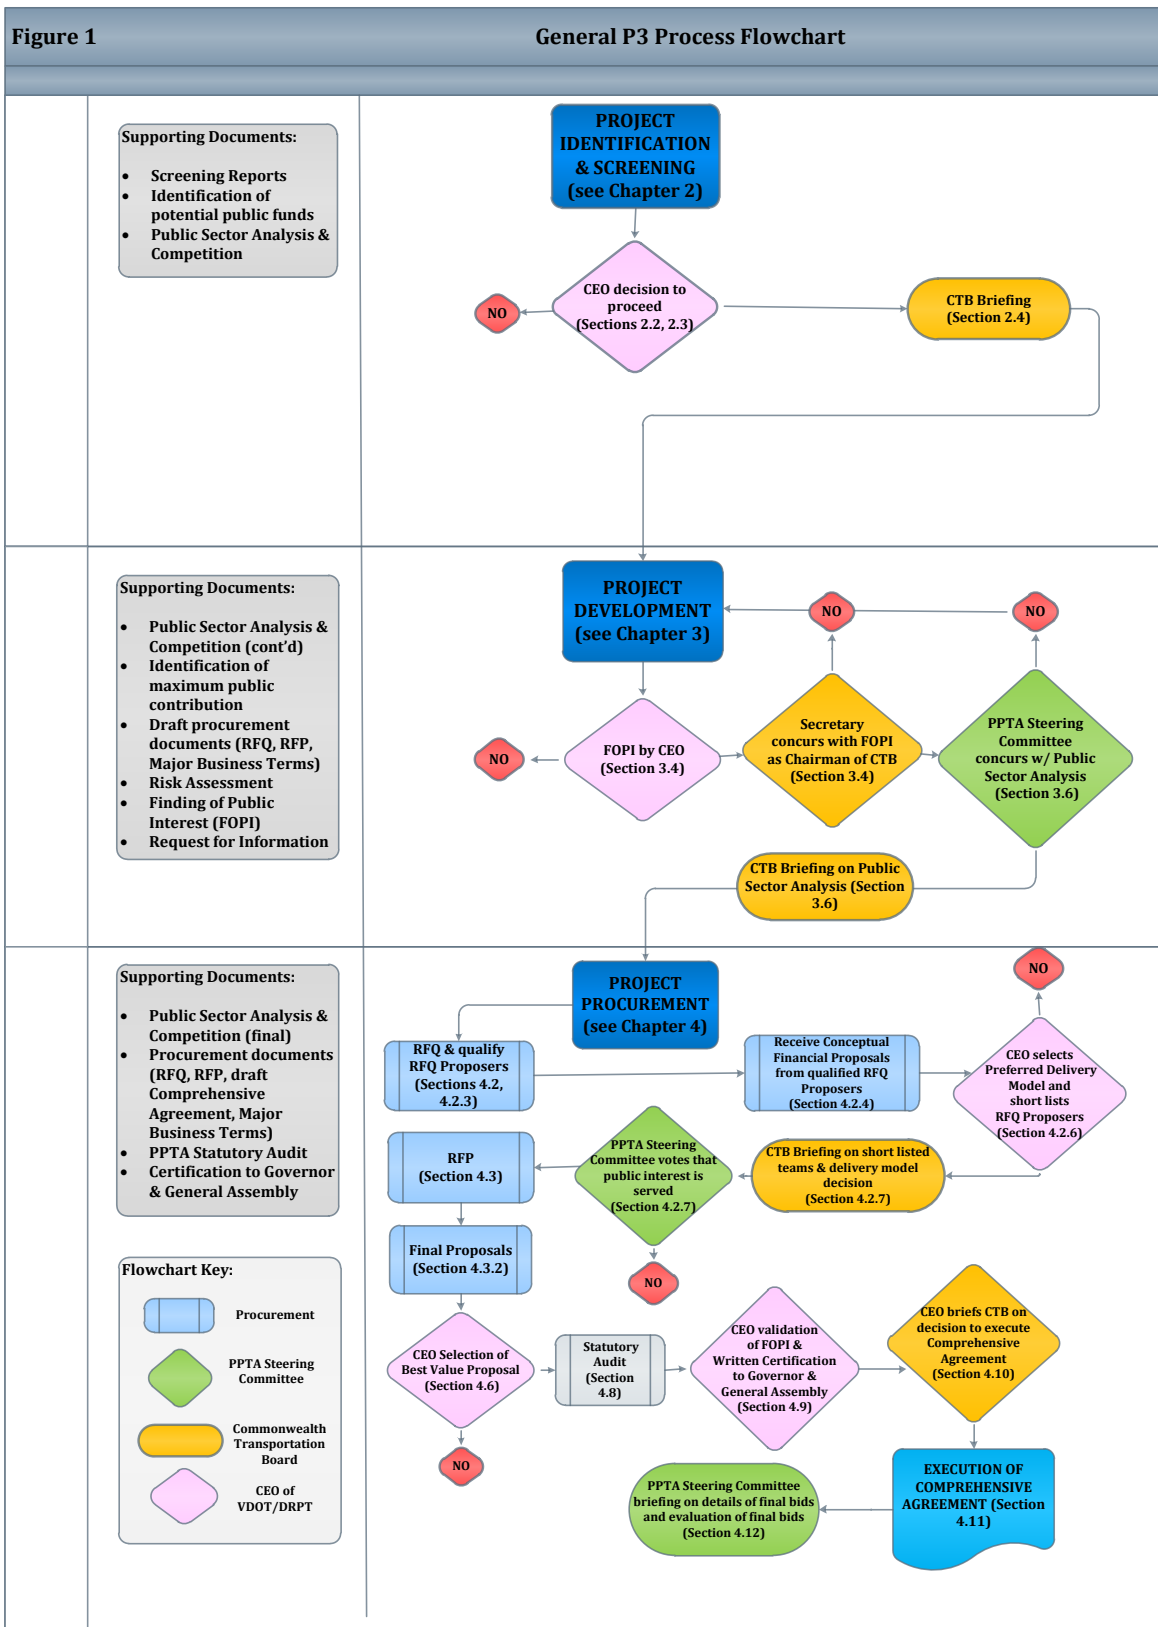 Figure 1
General P3 Process Flowchart
Supporting Documents:
• Screening Reports
• Identification of
potential public funds
• Public Sector Analysis &
Competition
PROJECT
IDENTIFICATION
& SCREENING
(see Chapter 2)
CEO decision to
proceed
(Sections 2.2, 2.3)
NO
CTB Briefing
(Section 2.4)
Supporting Documents:
• Public Sector Analysis &
Competition (cont'd)
• Identification of
maximum public
contribution
• Draft procurement
documents (RFQ, RFP,
Major Business Terms)
• Risk Assessment
• Finding of Public
Interest (FOPI)
• Request for Information
PROJECT
DEVELOPMENT
(see Chapter 3)
NO
NO
NO
FOPI by CEO
(Section 3.4)
Secretary
concurs with FOPI
as Chairman of CTB
(Section 3.4)
PPTA Steering
Committee
concurs w/ Public
Sector Analysis
(Section 3.6)
CTB Briefing on Public
Sector Analysis (Section
3.6)
Supporting Documents:
• Public Sector Analysis &
Competition (final)
• Procurement documents
(RFQ, RFP, draft
Comprehensive
Agreement, Major
Business Terms)
• PPTA Statutory Audit
• Certification to Governor
& General Assembly
PROJECT
PROCUREMENT
(see Chapter 4)
NO
RFQ & qualify
RFQ Proposers
(Sections 4.2,
4.2.3)
Receive Conceptual
Financial Proposals
from qualified RFQ
Proposers
(Section 4.2.4)
CEO selects
Preferred Delivery
Model and
short lists
RFQ Proposers
(Section 4.2.6)
RFP
(Section 4.3)
PPTA Steering
Committee votes that
public interest is
served
(Section 4.2.7)
CTB Briefing on short listed
teams & delivery model
decision
(Section 4.2.7)
Final Proposals
(Section 4.3.2)
NO
CEO Selection of
Best Value Proposal
(Section 4.6)
Statutory
Audit
(Section
4.8)
CEO validation
of FOPI &
Written Certification
to Governor &
General Assembly
(Section 4.9)
CEO briefs CTB on
decision to execute
Comprehensive
Agreement
(Section 4.10)
NO
PPTA Steering Committee
briefing on details of final bids
and evaluation of final bids
(Section 4.12)
EXECUTION OF
COMPREHENSIVE
AGREEMENT (Section
4.11)
Flowchart Key:
Procurement
PPTA Steering
Committee
Commonwealth
Transportation
Board
CEO of
VDOT/DRPT